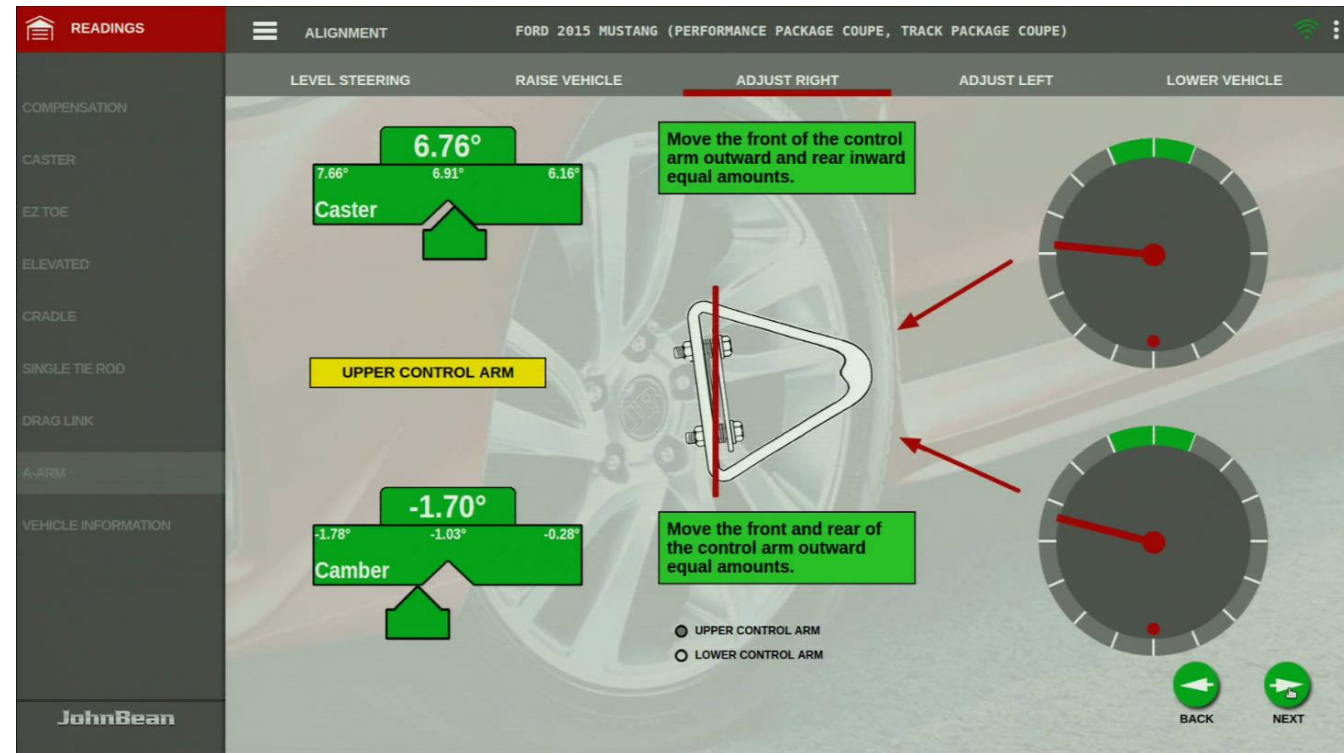 READINGS
ALIGNMENT
FORD 2015 MUSTANG (PERFORMANCE PACKAGE COUPE, TRACK PACKAGE COUPE)
LEVEL STEERING
RAISE VEHICLE
ADJUST RIGHT
ADJUST LEFT
LOWER VEHICLE
COMPENSATION
CASTER
EZ TOE
ELEVATED
CRADLE
SINGLE TIE ROD
DRAG LINK
A-ARM
VEHICLE INFORMATION
JohnBean
6.76°
7.66° 6.91° 6.16°
Caster
Move the front of the control
arm outward and rear inward
equal amounts.
UPPER CONTROL ARM
-1.70°
-1.78° -1.03° -0.28°
Camber
Move the front and rear of
the control arm outward
equal amounts.
UPPER CONTROL ARM
LOWER CONTROL ARM
BACK
NEXT